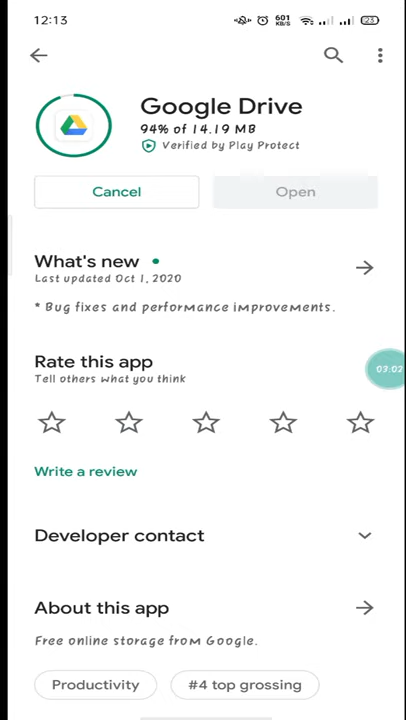 12:13
601
KB/S
23
Google Drive
94% of 14.19 MB
Verified by Play Protect
Cancel
Open
What's new
Last updated Oct 1, 2020
* Bug fixes and performance improvements.
Rate this app
Tell others what you think
03:02
Write a review
Developer contact
About this app
Free online storage from Google.
Productivity
#4 top grossing